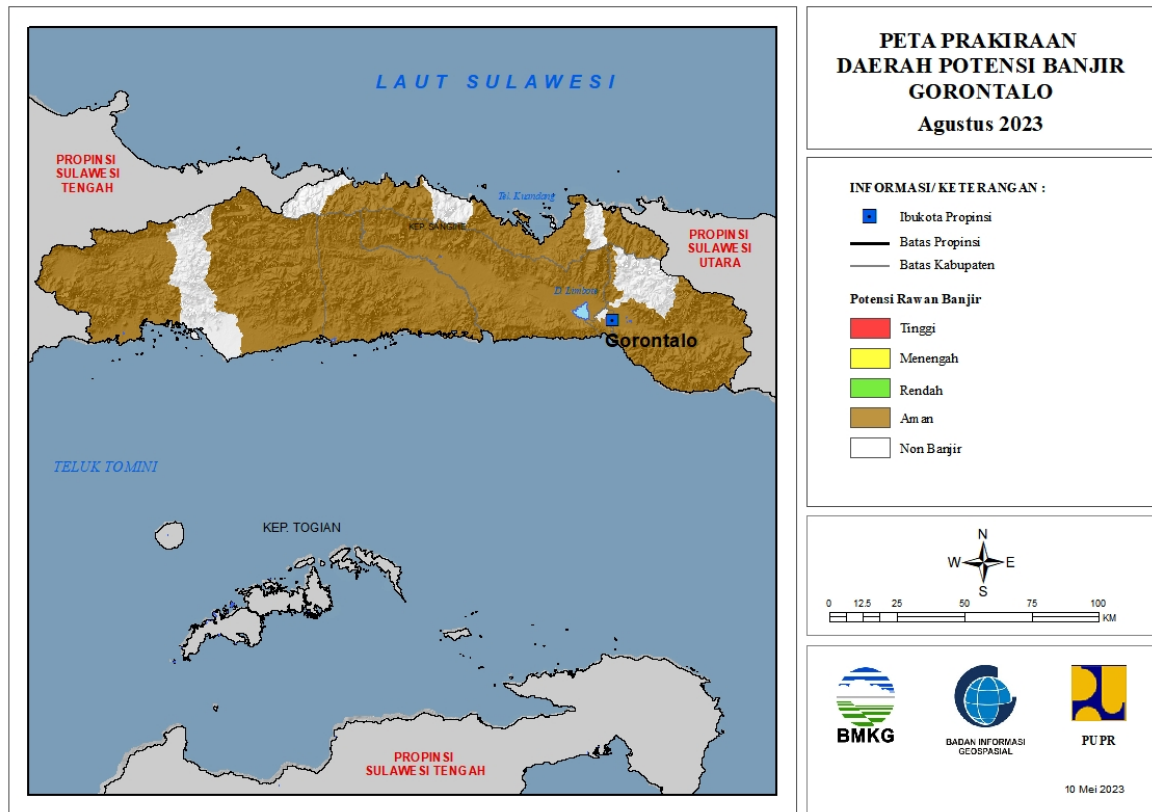 LAUT SULAWESI
PROPINSI
SULAWESI
TENGAH
Tel. Kuandang
KEP. SANGIHE
PROPINSI
SULAWESI
UTARA
Gorontalo
TELUK TOMINI
KEP. TOGIAN
PROPINSI
SULAWESI TENGAH
PETA PRAKIRAAN
DAERAH POTENSI BANJIR
GORONTALO
Agustus 2023
INFORMASI/ KETERANGAN :
Ibukota Propinsi
Batas Propinsi
Batas Kabupaten
Potensi Rawan Banjir
Tinggi
Menengah
Rendah
Aman
Non Banjir
N
W E
S
0 12.5 25 50 75 100
KM
BMKG
BADAN INFORMASI
GEOSPASIAL
PUPR
10 Mei 2023